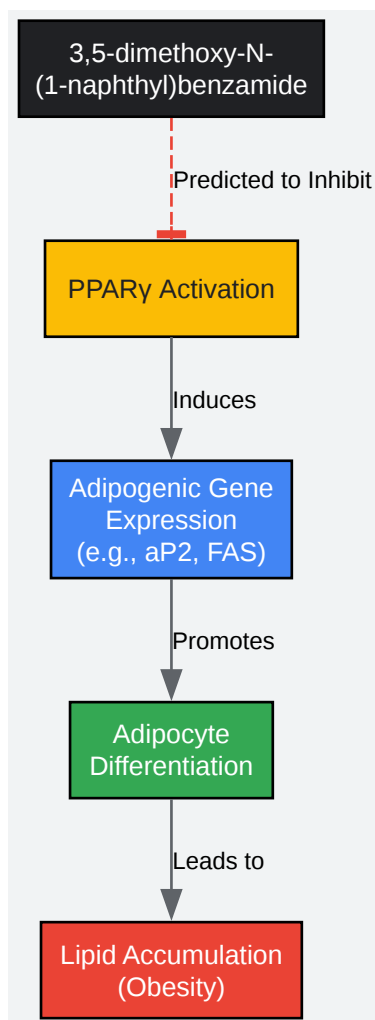 3,5-dimethoxy-N-
(1-naphthyl)benzamide
Predicted to Inhibit
PPARγ Activation
Induces
Adipogenic Gene
Expression
(e.g., aP2, FAS)
Promotes
Adipocyte
Differentiation
Leads to
Lipid Accumulation
(Obesity)